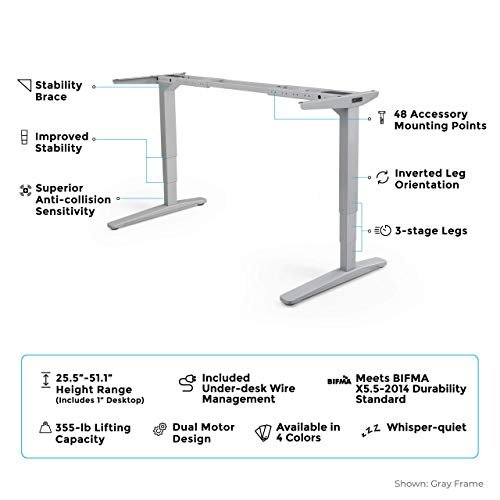 Stability
Brace
Improved
Stability
Superior
Anti-collision
Sensitivity
48 Accessory
Mounting Points
Inverted Leg
Orientation
3-stage Legs
25.5"-51.1"
Height Range
(Includes 1" Desktop)
Included
Under-desk Wire
Management
BIFMA
Meets BIFMA
X5.5-2014 Durability
Standard
355-lb Lifting
Capacity
Dual Motor
Design
Available in
4 Colors
zzZ
Whisper-quiet
Shown: Gray Frame